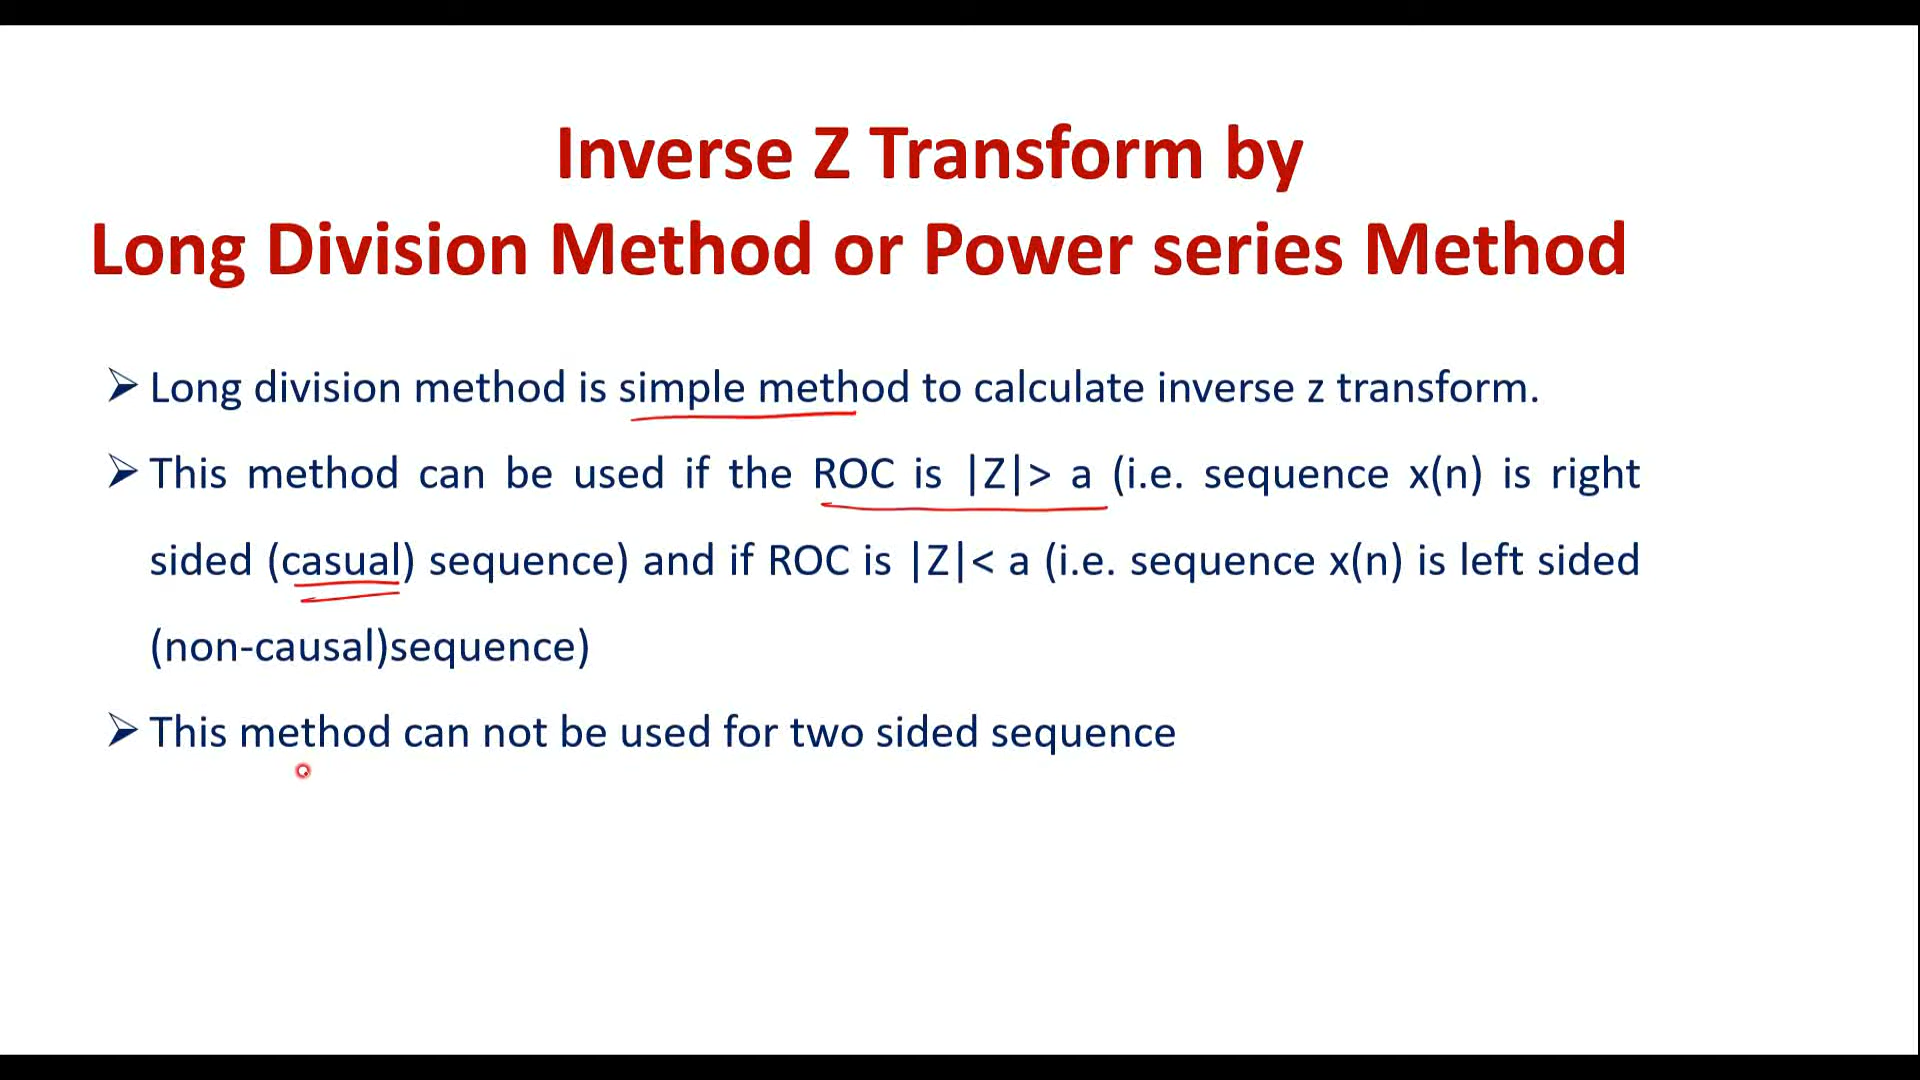 Inverse Z Transform by
Long Division Method or Power series Method
➢ Long division method is simple method to calculate inverse z transform.
➢ This method can be used if the ROC is |Z|> a (i.e. sequence x(n) is right
sided (casual) sequence) and if ROC is |Z|< a (i.e. sequence x(n) is left sided
(non-causal)sequence)
➢ This method can not be used for two sided sequence